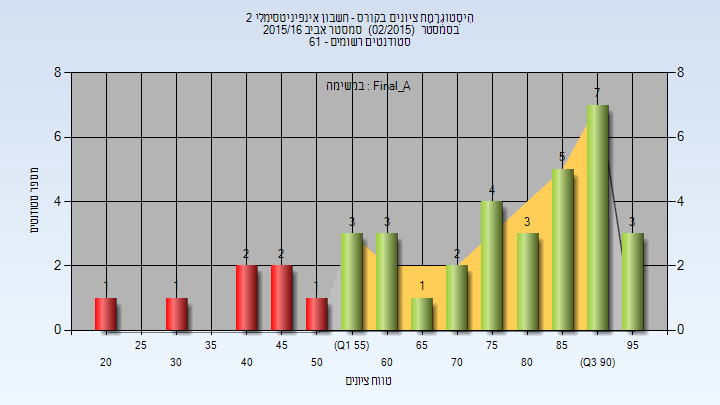 היסטוגרמת ציונים בקורס - חשבון אינפיניטסימלי 2
בסמסטר (02/2015) סמסטר אביב 2015/16
סטודנטים רשומים - 61
במשימה : Final_A
מספר סטודנטים
8 8
6 6
4 4
2 2
0 0
1 1 2 2 1 3 3 1 2 4 3 5 7 3
25 35 45 (Q1 55) 65 75 85 95
20 30 40 50 60 70 80 (Q3 90)
טווח ציונים